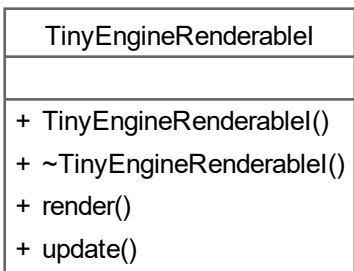 TinyEngineRenderableI
+ TinyEngineRenderableI()
+ ~TinyEngineRenderableI()
+ render()
+ update()